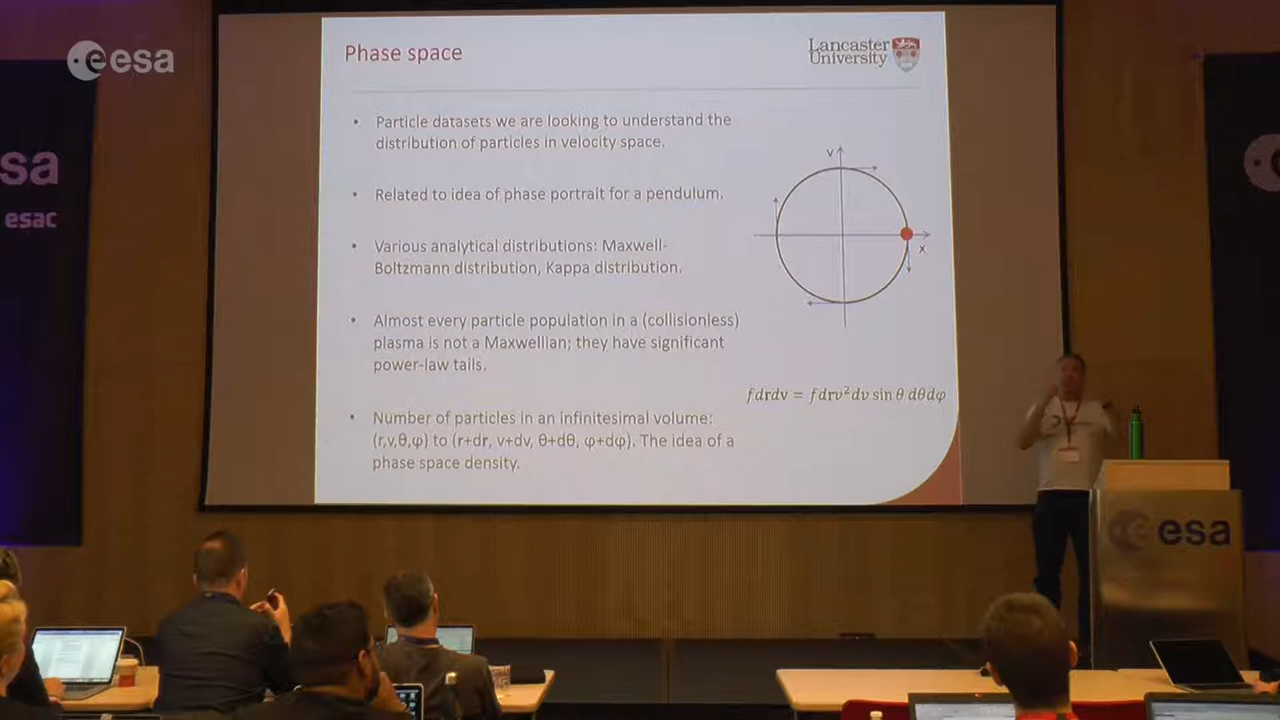 esa
sa
esac
Phase space
Lancaster
University
• Particle datasets we are looking to understand the
distribution of particles in velocity space.
• Related to idea of phase portrait for a pendulum.
• Various analytical distributions: Maxwell-
Boltzmann distribution, Kappa distribution.
• Almost every particle population in a (collisionless)
plasma is not a Maxwellian; they have significant
power-law tails.
• Number of particles in an infinitesimal volume:
(r,v,θ,φ) to (r+dr, v+dv, θ+dθ, φ+dφ). The idea of a
phase space density.
v
x
fdrdv = fdrv²dv sin θ dθdφ
esa